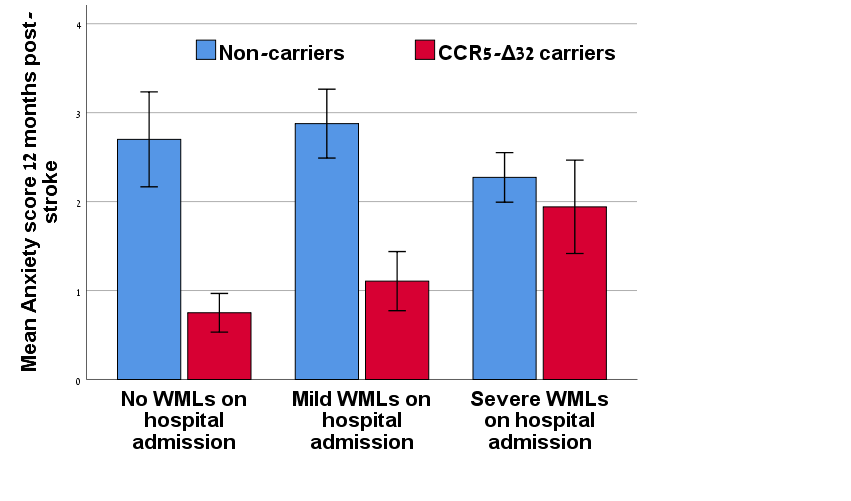 Mean Anxiety score 12 months post-
stroke
4
3
2
1
0
Non-carriers
CCR5-Δ32 carriers
No WMLs on
hospital
admission
Mild WMLs on
hospital
admission
Severe WMLs
on hospital
admission